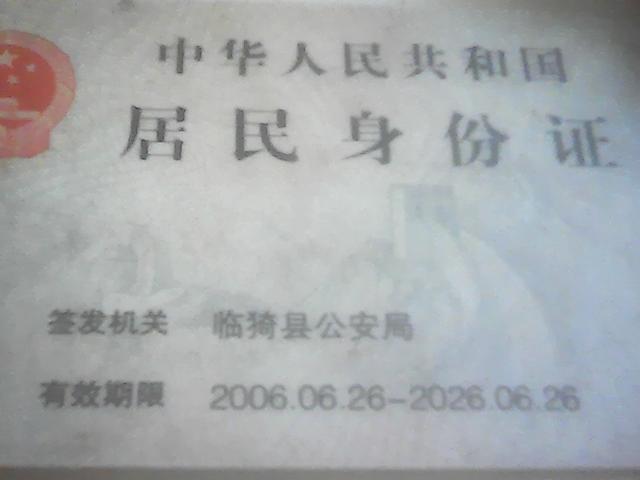 中华人民共和国
居民身份证
签发机关 临猗县公安局
有效期限 2006.06.26-2026.06.26